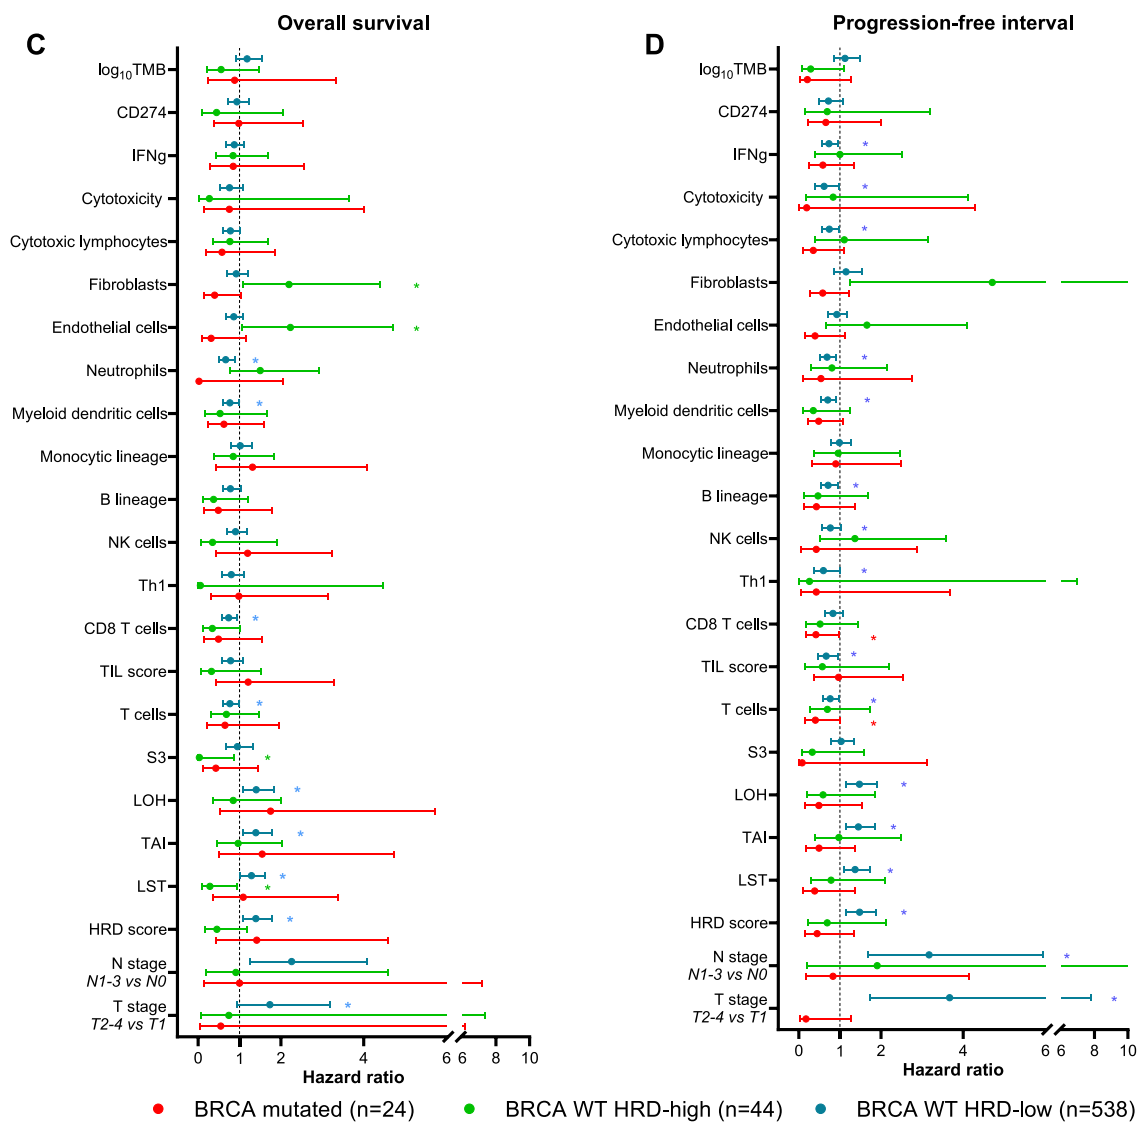 C
Overall survival
log10TMB
CD274
IFNg
Cytotoxicity
Cytotoxic lymphocytes
Fibroblasts
*
Endothelial cells
*
Neutrophils
*
Myeloid dendritic cells
*
Monocytic lineage
B lineage
NK cells
Th1
CD8 T cells
*
TIL score
T cells
*
S3
*
LOH
*
TAI
*
LST
*
*
HRD score
*
N stage
N1-3 vs N0
T stage
*
T2-4 vs T1
0 1 2 4 6 6 8 10
Hazard ratio
D
Progression-free interval
log10TMB
CD274
IFNg
*
Cytotoxicity
*
Cytotoxic lymphocytes
*
Fibroblasts
Endothelial cells
Neutrophils
*
Myeloid dendritic cells
*
Monocytic lineage
B lineage
*
NK cells
*
Th1
*
CD8 T cells
*
TIL score
*
T cells
*
*
S3
LOH
*
TAI
*
LST
*
HRD score
*
N stage
*
N1-3 vs N0
T stage
*
T2-4 vs T1
0 1 2 4 6 6 8 10
Hazard ratio
BRCA mutated (n=24)
BRCA WT HRD-high (n=44)
BRCA WT HRD-low (n=538)